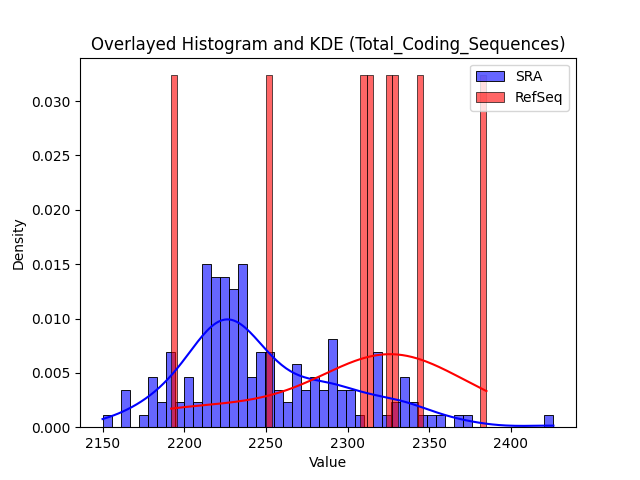 Overlayed Histogram and KDE (Total_Coding_Sequences)
SRA
RefSeq
Density
0.030
0.025
0.020
0.015
0.010
0.005
0.000
2150
2200
2250
2300
2350
2400
Value